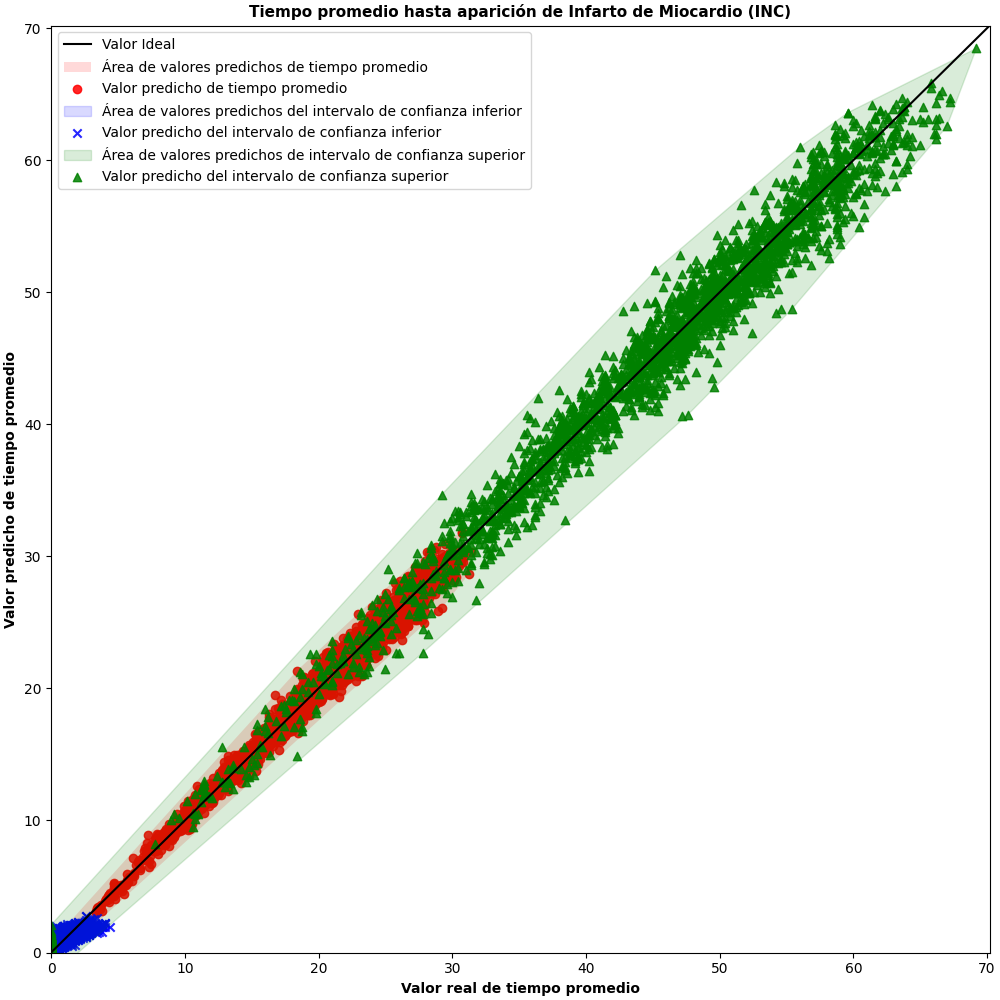 Tiempo promedio hasta aparición de Infarto de Miocardio (INC)
Valor Ideal
Área de valores predichos de tiempo promedio
Valor predicho de tiempo promedio
Área de valores predichos del intervalo de confianza inferior
Valor predicho del intervalo de confianza inferior
Área de valores predichos de intervalo de confianza superior
Valor predicho del intervalo de confianza superior
Valor predicho de tiempo promedio
70
60
50
40
30
20
10
0
0 10 20 30 40 50 60 70
Valor real de tiempo promedio